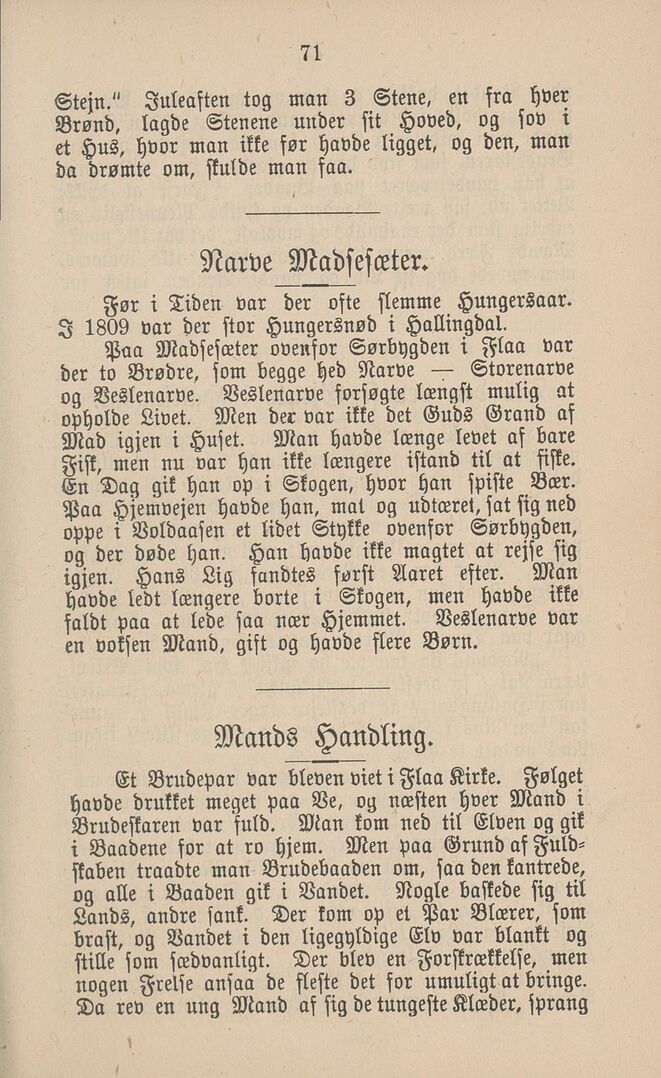 71
Stejn." Juleaften tog man 3 Stene, en fra hver
Brønd, lagde Stenene under sit Hoved, og sov i
et Hus, hvor man ikke før havde ligget, og den, man
da drømte om, skulde man faa.
Narve Madsesæter.
Før i Tiden var der ofte slemme Hungersaar.
I 1809 var der stor Hungersnød i Hallingdal.
Paa Madsesæter ovenfor Sørbygden i Flaa var
der to Brødre, som begge hed Narve — Storenarve
og Veslenarve. Veslenarve forsøgte længst mulig at
opholde Livet. Men der var ikke det Guds Grand af
Mad igjen i Huset. Man havde længe levet af bare
Fisk, men nu var han ikke længere istand til at fiske.
En Dag gik han op i Skogen, hvor han spiste Bær.
Paa Hjemvejen havde han, mat og udtæret, sat sig ned
oppe i Voldaasen et lidet Stykke ovenfor Sørbygden,
og der døde han. Han havde ikke magtet at rejse sig
igjen. Hans Lig fandtes først Aaret efter. Man
havde ledt længere borte i Skogen, men havde ikke
faldt paa at lede saa nær Hjemmet. Veslenarve var
en voksen Mand, gift og havde flere Børn.
Mands Handling.
Et Brudepar var bleven viet i Flaa Kirke. Følget
havde drukket meget paa Ve, og næsten hver Mand i
Brudeskaren var fuld. Man kom ned til Elven og gik
i Baadene for at ro hjem. Men paa Grund af Fuld-
skaben traadte man Brudebaaden om, saa den kantrede,
og alle i Baaden gik i Vandet. Nogle baskede sig til
Lands, andre sank. Der kom op et Par Blærer, som
brast, og Vandet i den ligegyldige Elv var blankt og
stille som sædvanligt. Der blev en Forskrækkelse, men
nogen Frelse ansaa de fleste det for umuligt at bringe.
Da rev en ung Mand af sig de tungeste Klæder, sprang